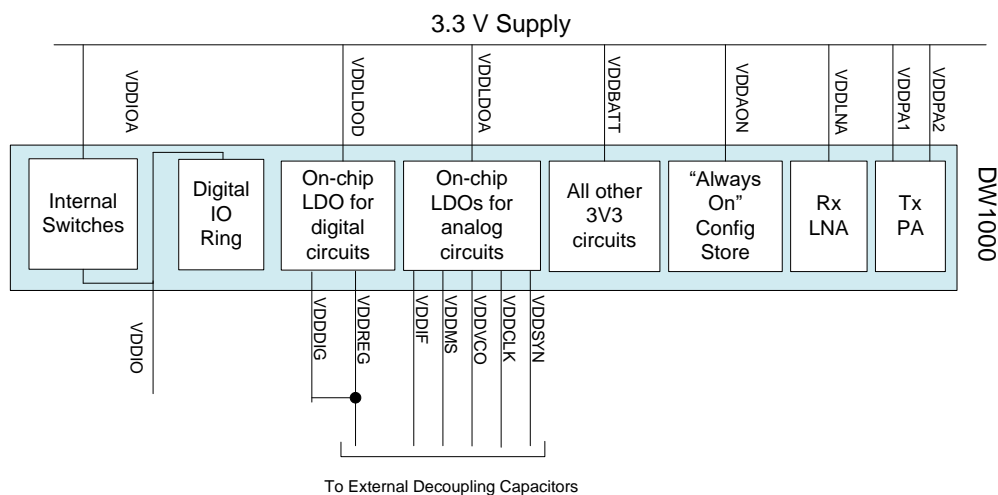 3.3 V Supply
VDDIOA
VDDLDOD
VDDLDOA
VDDBATT
VDDAON
VDDLNA
VDDPA1
VDDPA2
Internal
Switches
Digital
IO
Ring
On-chip
LDO for
digital
circuits
On-chip
LDOs for
analog
circuits
All other
3V3
circuits
“Always
On”
Config
Store
Rx
LNA
Tx
PA
DW1000
VDDIO
VDDDIG
VDDREG
VDDIF
VDDMS
VDDVCO
VDDCLK
VDDSYN
To External Decoupling Capacitors